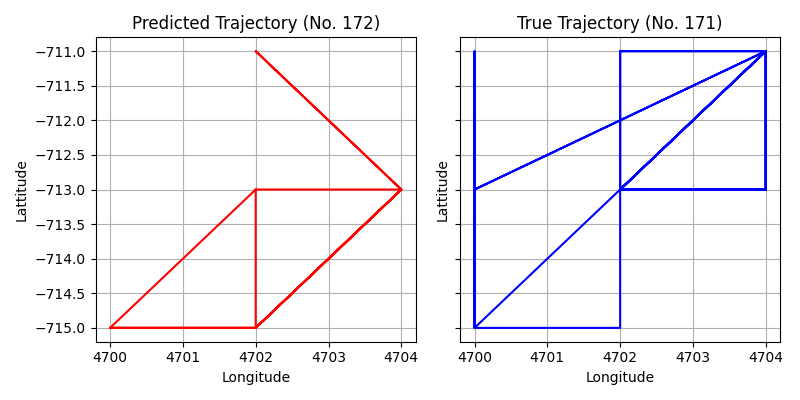 Predicted Trajectory (No. 172)
True Trajectory (No. 171)
−711.0
−711.5
−712.0
−712.5
−713.0
−713.5
−714.0
−714.5
−715.0
Lattitude
Lattitude
4700 4701 4702 4703 4704
4700 4701 4702 4703 4704
Longitude
Longitude